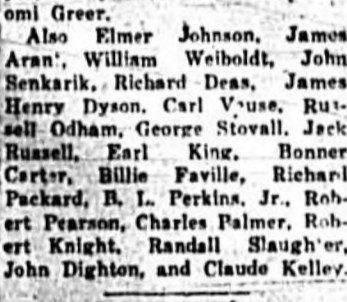 omi Greer.
Also Elmer Johnson, James
Aran', William Weiboldt, John
Senkarik, Richard Deas, James
Henry Dyson, Carl Vause, Rus-
sell Odham, George Stovall, Jack
Russell, Earl King, Bonner
Carter, Billie Faville, Richard
Packard, B. L. Perkins, Jr., Rob-
ert Pearson, Charles Palmer, Rob-
ert Knight, Randall Slaugh'er,
John Dighton, and Claude Kelley.